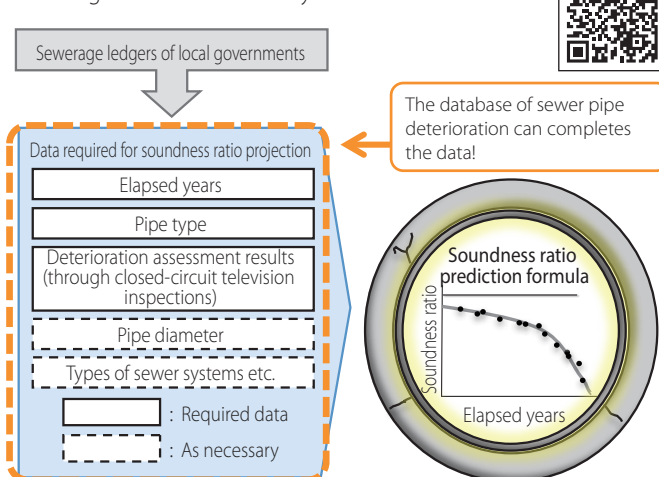 Sewerage ledgers of local governments
The database of sewer pipe
deterioration can completes
the data!
Data required for soundness ratio projection
Elapsed years
Pipe type
Deterioration assessment results
(through closed-circuit television
inspections)
Pipe diameter
Types of sewer systems etc.
: Required data
: As necessary
Soundness ratio
prediction formula
Soundness ratio
Elapsed years